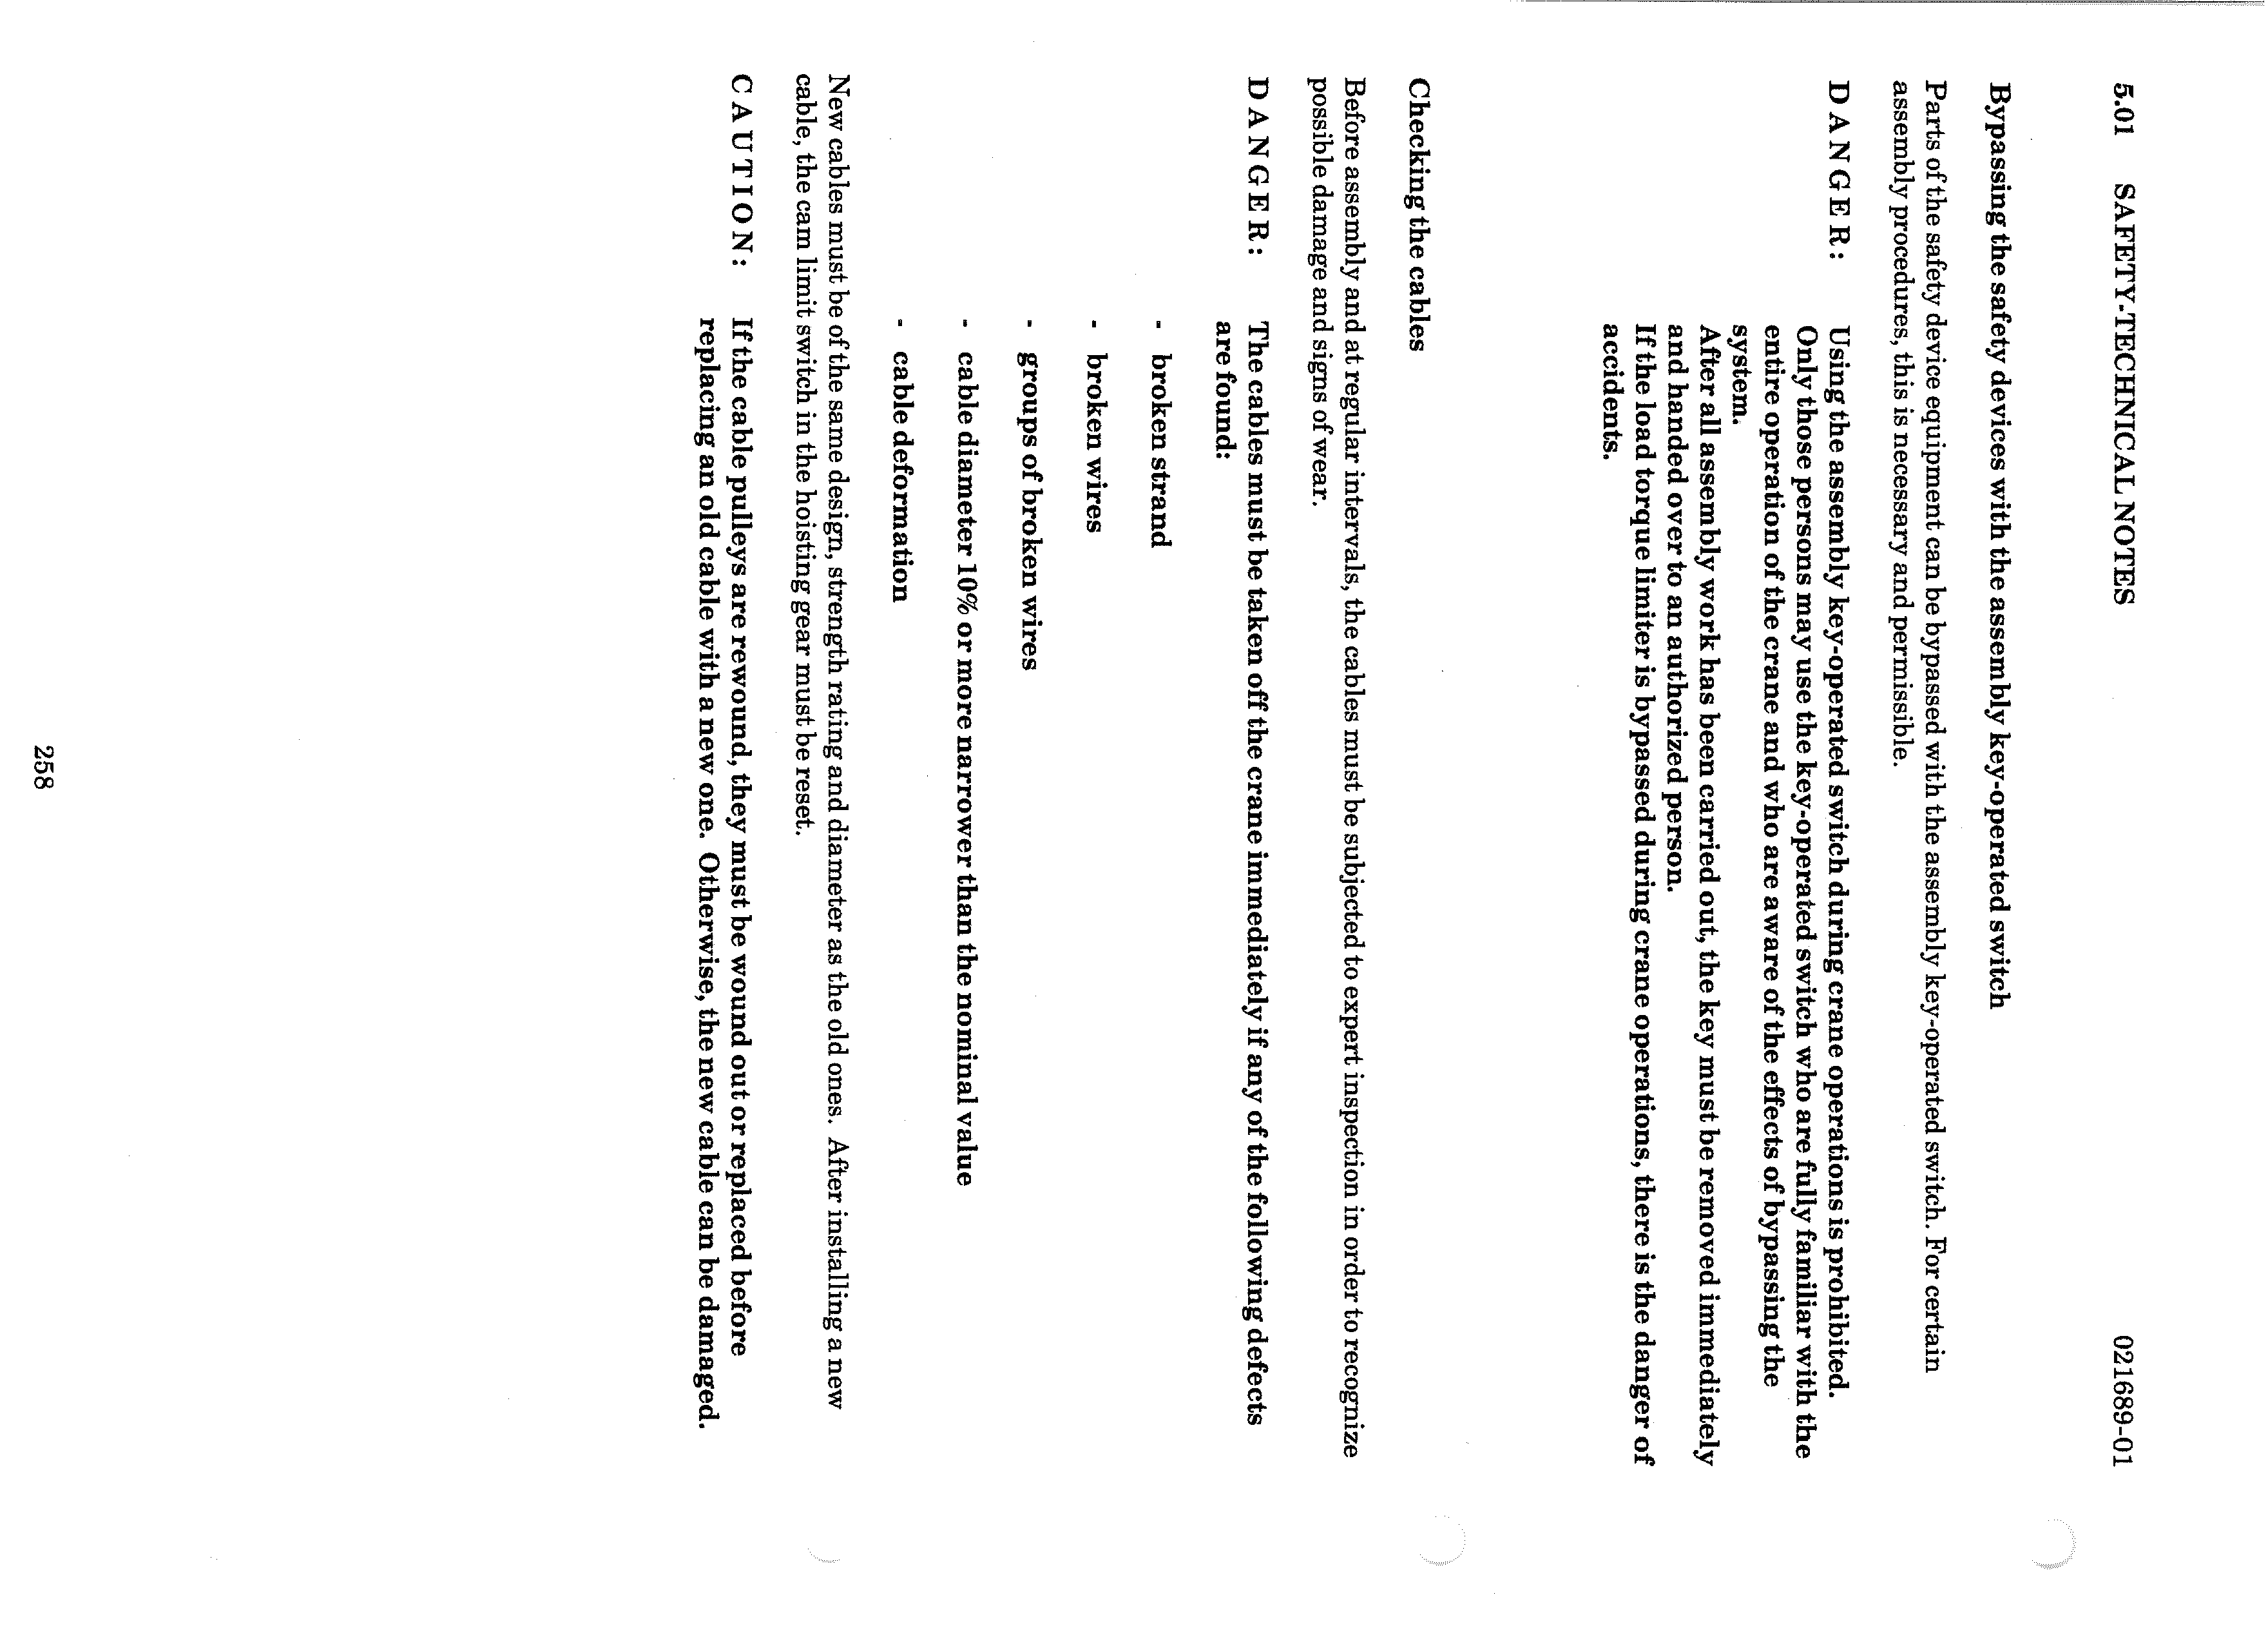 5.01 SAFETY-TECHNICAL NOTES 021689-01
Bypassing the safety devices with the assembly key-operated switch
Parts of the safety device equipment can be bypassed with the assembly key-operated switch. For certain
assembly procedures, this is necessary and permissible.
DANGER: Using the assembly key-operated switch during crane operations is prohibited.
Only those persons may use the key-operated switch who are fully familiar with the
entire operation of the crane and who are aware of the effects of bypassing the
system.
After all assembly work has been carried out, the key must be removed immediately
and handed over to an authorized person.
If the load torque limiter is bypassed during crane operations, there is the danger of
accidents.
Checking the cables
Before assembly and at regular intervals, the cables must be subjected to expert inspection in order to recognize
possible damage and signs of wear.
DANGER: The cables must be taken off the crane immediately if any of the following defects
are found:
- broken strand
- broken wires
- groups of broken wires
- cable diameter 10% or more narrower than the nominal value
- cable deformation
New cables must be of the same design, strength rating and diameter as the old ones. After installing a new
cable, the cam limit switch in the hoisting gear must be reset.
CAUTION: If the cable pulleys are rewound, they must be wound out or replaced before
replacing an old cable with a new one. Otherwise, the new cable can be damaged.
258